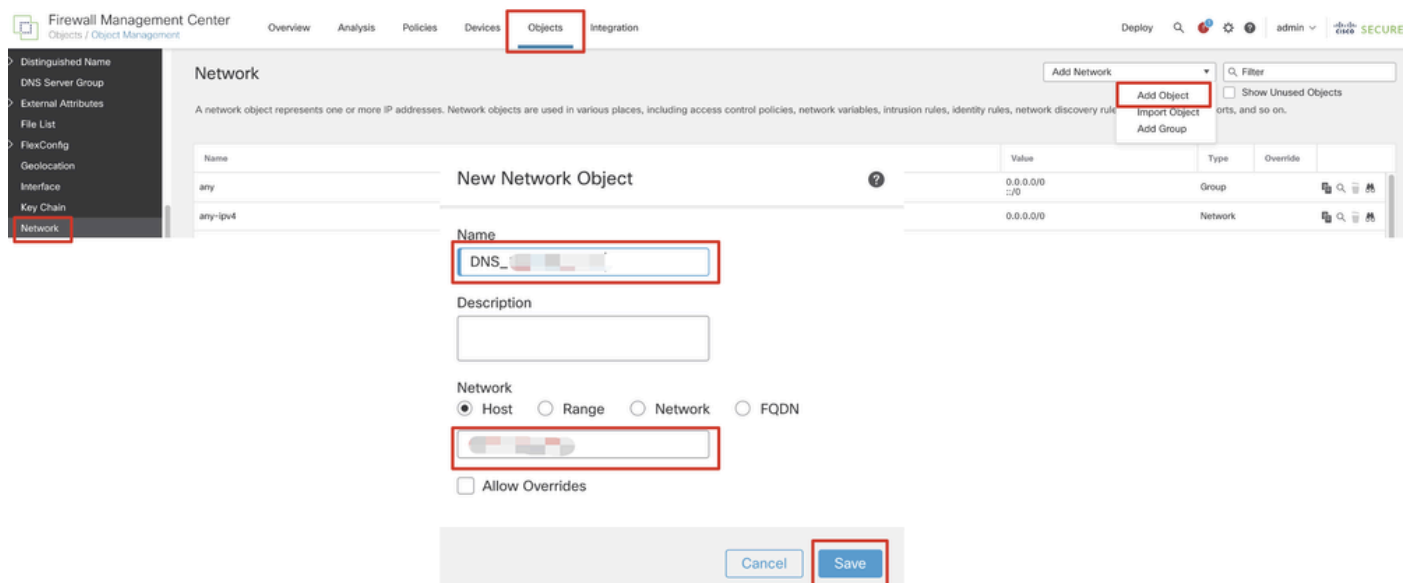 Firewall Management Center
Objects / Object Management
Overview Analysis Policies Devices Objects Integration
Deploy admin
cisco SECURE
Distinguished Name
DNS Server Group
External Attributes
File List
FlexConfig
Geolocation
Interface
Key Chain
Network
Network
Add Network
Filter
Add Object
Import Object
Add Group
Show Unused Objects
A network object represents one or more IP addresses. Network objects are used in various places, including access control policies, network variables, intrusion rules, identity rules, network discovery rule orts, and so on.
Name Value Type Override
any 0.0.0.0/0 Group
::/0
any-ipv4 0.0.0.0/0 Network
New Network Object
Name
DNS_
Description
Network
Host Range Network FQDN
Allow Overrides
Cancel Save